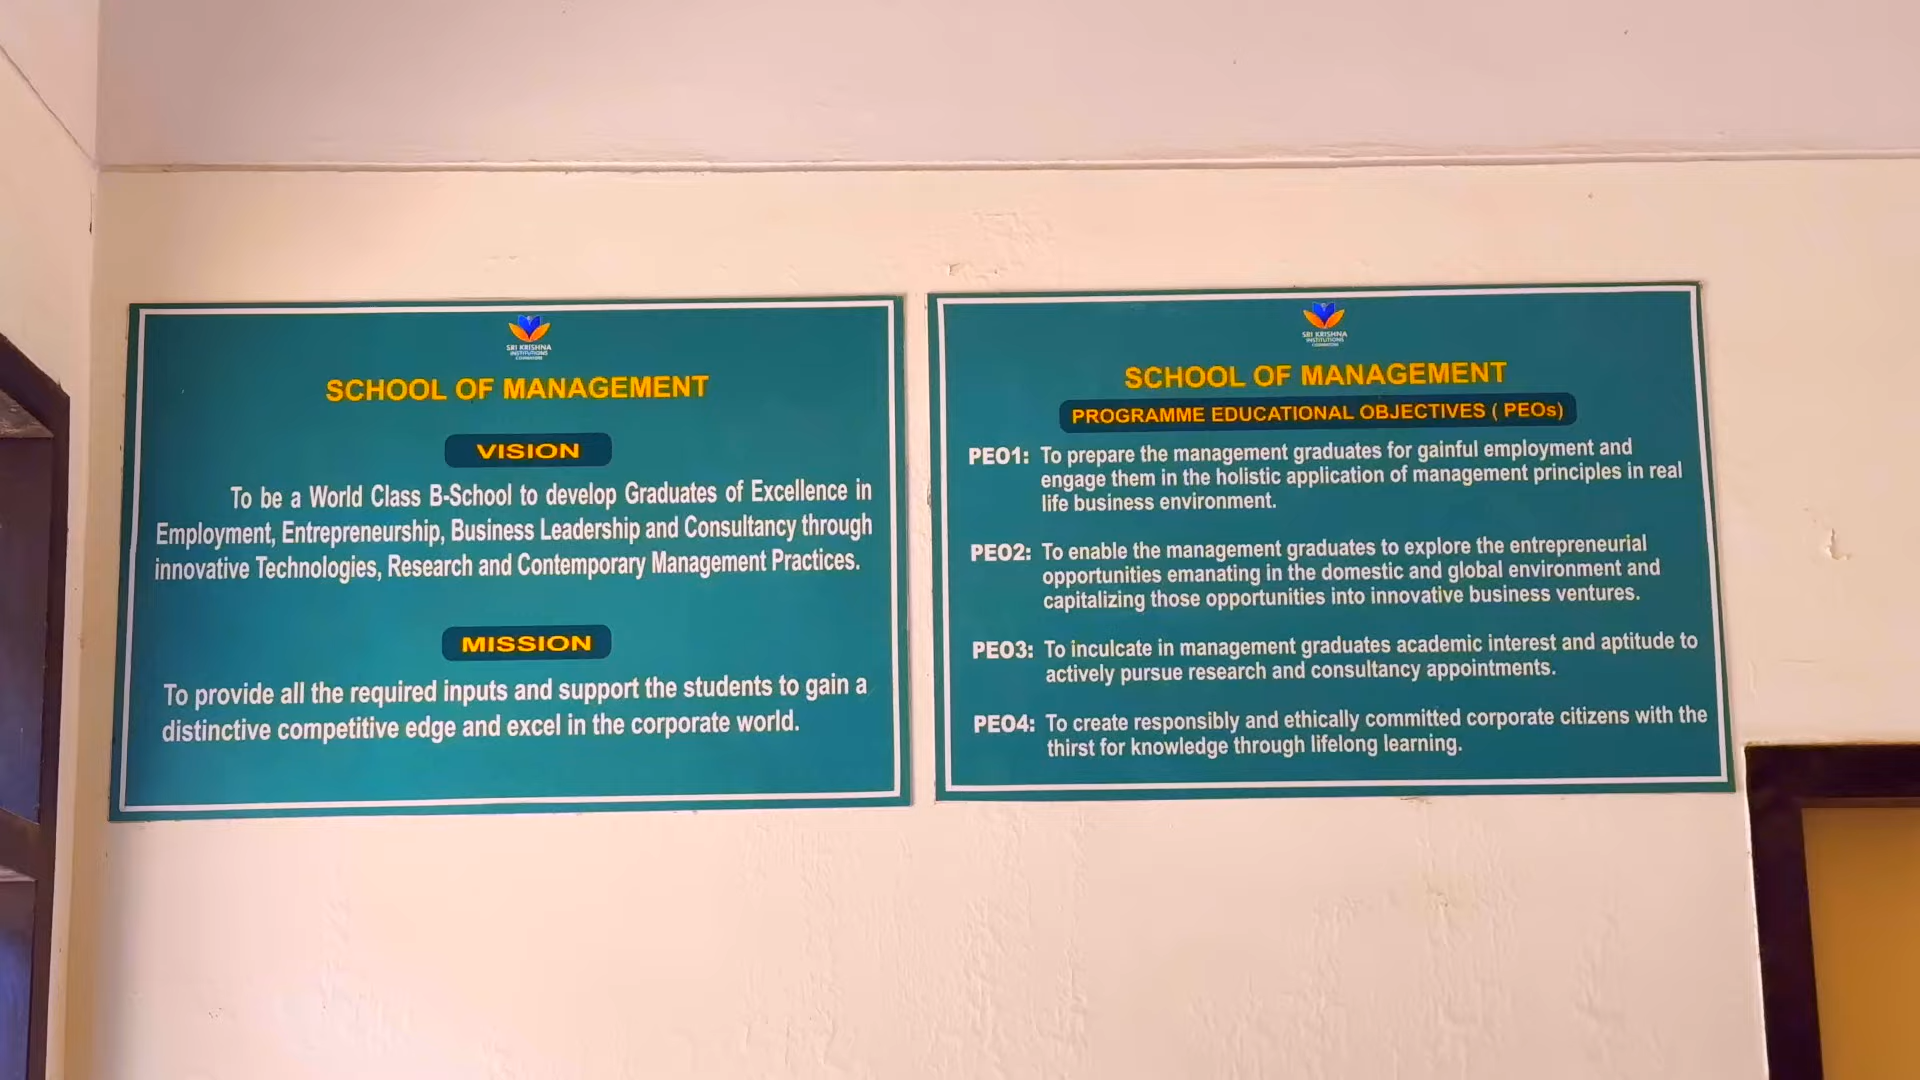 SRI KRISHNA
INSTITUTIONS
SCHOOL OF MANAGEMENT
VISION
To be a World Class B-School to develop Graduates of Excellence in
Employment, Entrepreneurship, Business Leadership and Consultancy through
innovative Technologies, Research and Contemporary Management Practices.
MISSION
To provide all the required inputs and support the students to gain a
distinctive competitive edge and excel in the corporate world.
SRI KRISHNA
INSTITUTIONS
SCHOOL OF MANAGEMENT
PROGRAMME EDUCATIONAL OBJECTIVES ( PEOs)
PEO1: To prepare the management graduates for gainful employment and
engage them in the holistic application of management principles in real
life business environment.
PEO2: To enable the management graduates to explore the entrepreneurial
opportunities emanating in the domestic and global environment and
capitalizing those opportunities into innovative business ventures.
PEO3: To inculcate in management graduates academic interest and aptitude to
actively pursue research and consultancy appointments.
PEO4: To create responsibly and ethically committed corporate citizens with the
thirst for knowledge through lifelong learning.